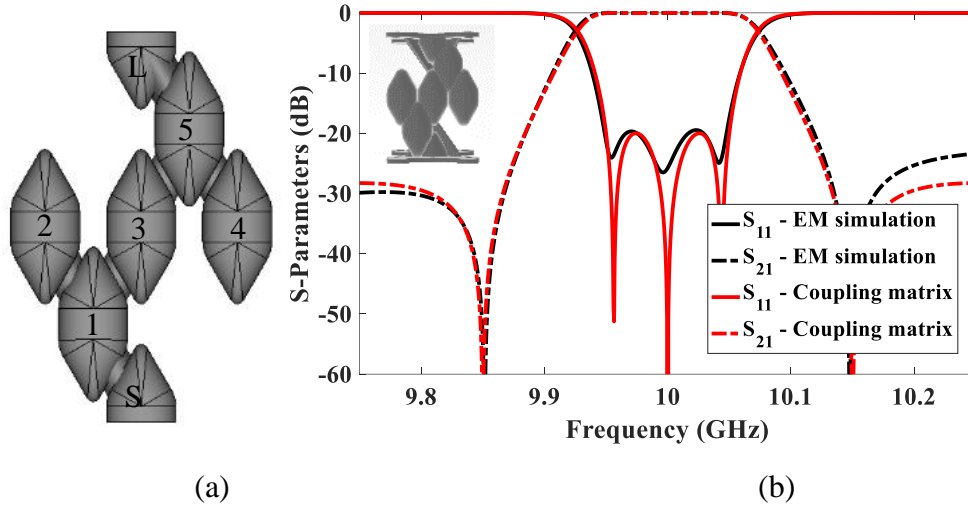 L
5
2
3
4
1
S
(a)
S-Parameters (dB)
0
-10
-20
-30
-40
-50
-60
9.8
9.9
10
10.1
10.2
Frequency (GHz)
S11 - EM simulation
S21 - EM simulation
S11 - Coupling matrix
S21 - Coupling matrix
(b)